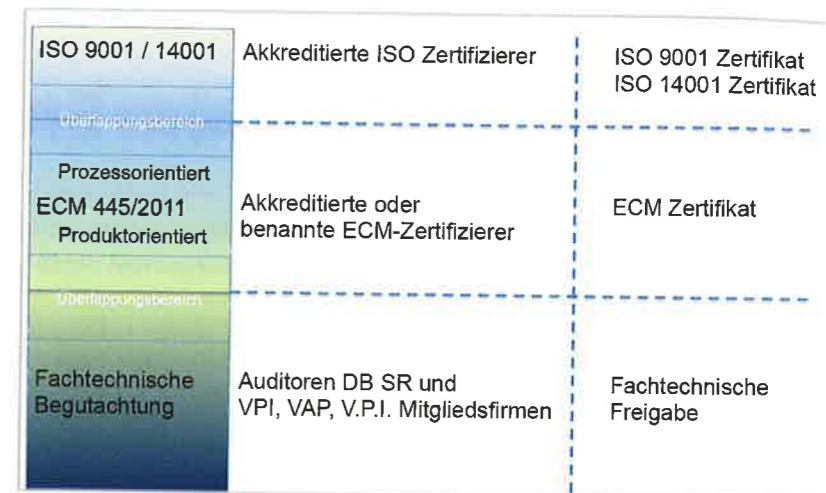 ISO 9001 / 14001
Akkreditierte ISO Zertifizierer
ISO 9001 Zertifikat
ISO 14001 Zertifikat
Überlappungsbereich
Prozessorientiert
ECM 445/2011
Produktorientiert
Akkreditierte oder
benannte ECM-Zertifizierer
ECM Zertifikat
Überlappungsbereich
Fachtechnische
Begutachtung
Auditoren DB SR und
VPI, VAP, V.P.I. Mitgliedsfirmen
Fachtechnische
Freigabe